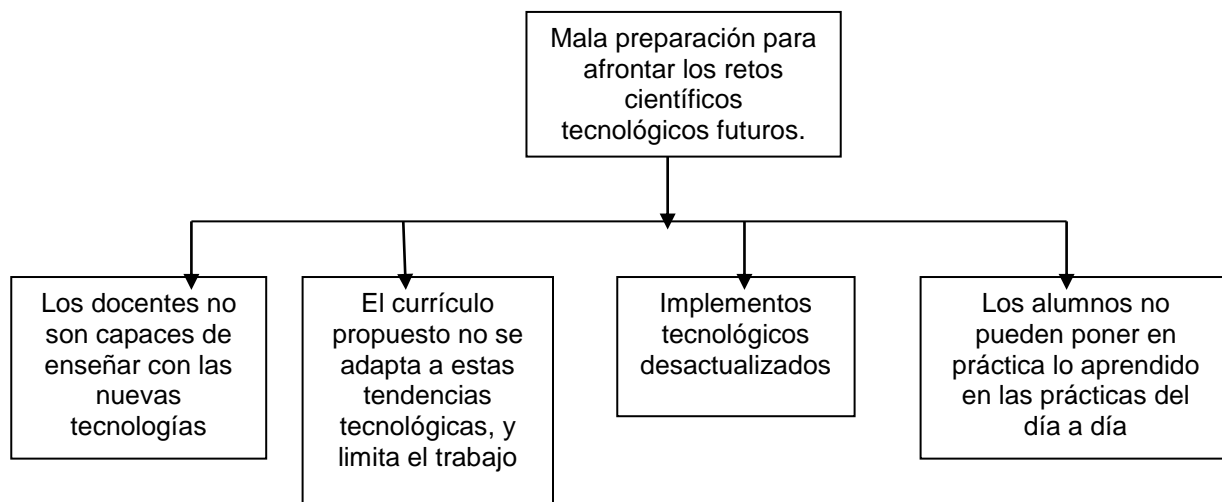 Mala preparación para
afrontar los retos
científicos
tecnológicos futuros.
Los docentes no
son capaces de
enseñar con las
nuevas
tecnologías
El currículo
propuesto no se
adapta a estas
tendencias
tecnológicas, y
limita el trabajo
Implementos
tecnológicos
desactualizados
Los alumnos no
pueden poner en
práctica lo aprendido
en las prácticas del
día a día